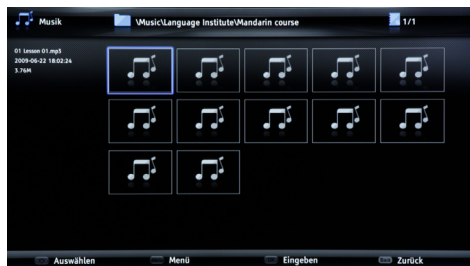 Musik
\Music\Language Institute\Mandarin course
1/1
01 Lesson 01.mp3
2009-06-22 18:02:24
3.76M
Auswählen Menü Eingeben Zurück